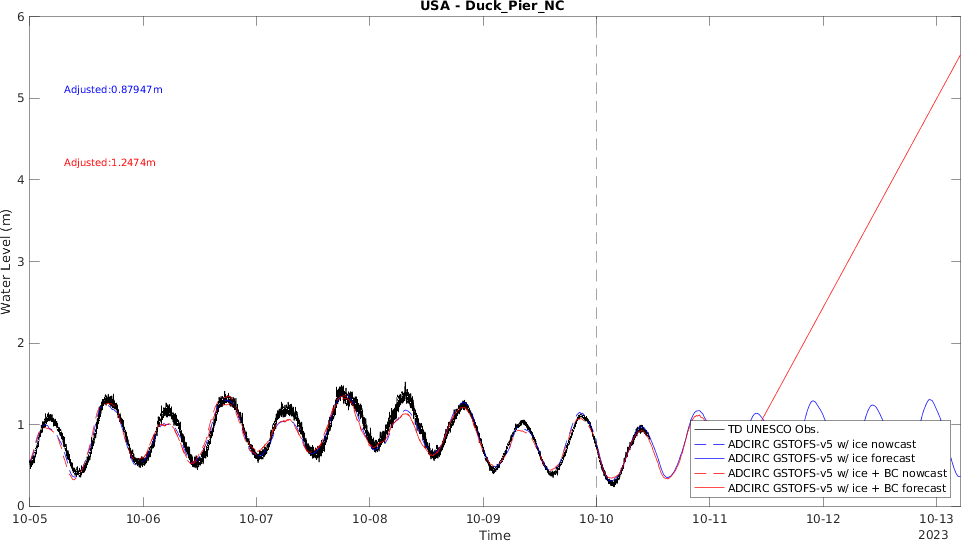 USA - Duck_Pier_NC
6
5
4
3
2
1
0
Water Level (m)
Adjusted:0.87947m
Adjusted:1.2474m
TD UNESCO Obs.
ADCIRC GSTOFS-v5 w/ ice nowcast
ADCIRC GSTOFS-v5 w/ ice forecast
ADCIRC GSTOFS-v5 w/ ice + BC nowcast
ADCIRC GSTOFS-v5 w/ ice + BC forecast
10-05 10-06 10-07 10-08 10-09 10-10 10-11 10-12 10-13
2023
Time